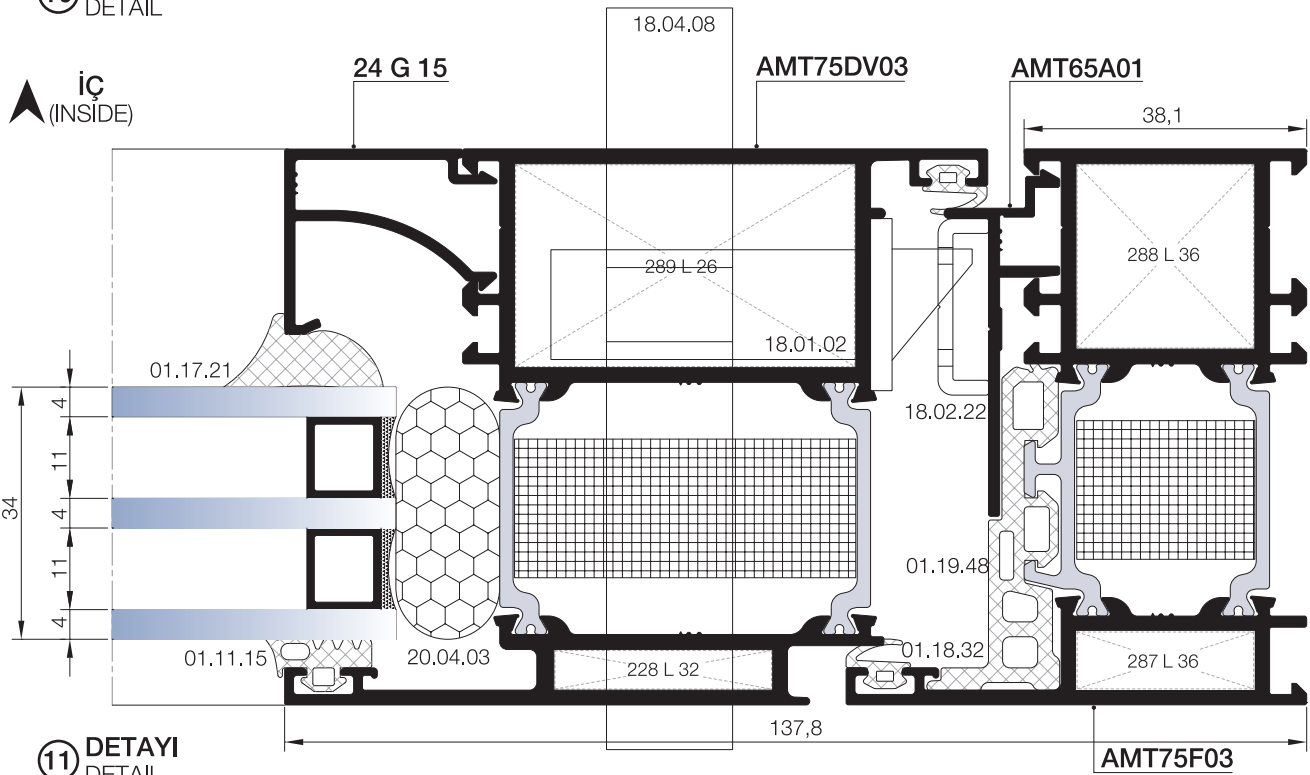 10
DETAIL
18.04.08
İÇ
(INSIDE)
24 G 15
AMT75DV03
AMT65A01
38,1
289 L 26
288 L 36
18.01.02
01.17.21
18.02.22
4
11
4
11
4
34
01.19.48
01.11.15
20.04.03
228 L 32
01.18.32
287 L 36
137,8
11 DETAYI
DETAIL
AMT75F03